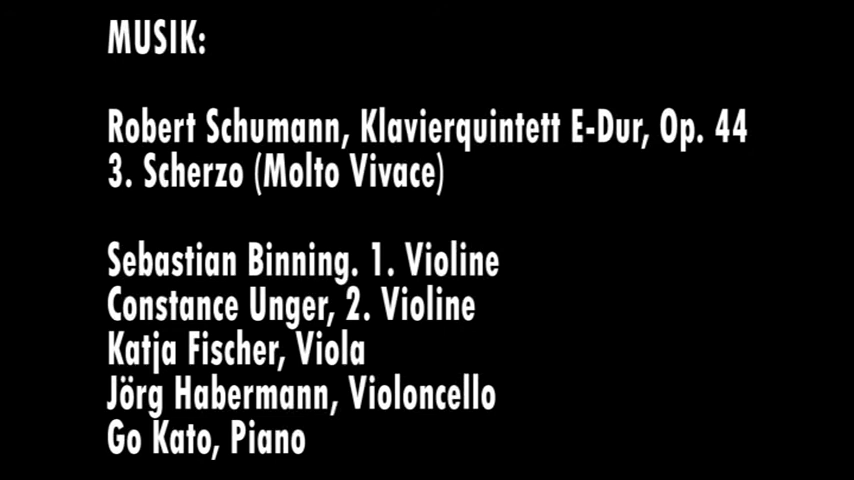 MUSIK:
Robert Schumann, Klavierquintett E-Dur, Op. 44
3. Scherzo (Molto Vivace)
Sebastian Binning. 1. Violine
Constance Unger, 2. Violine
Katja Fischer, Viola
Jörg Habermann, Violoncello
Go Kato, Piano